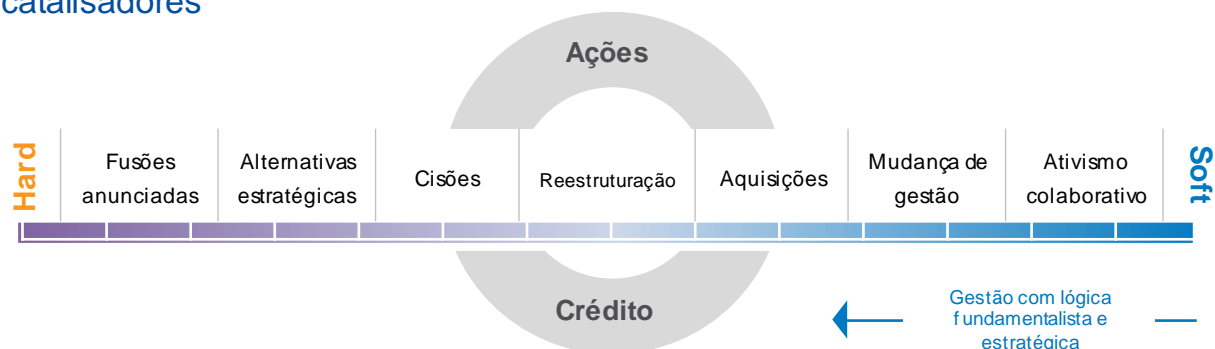 catalisadores
Ações
Hard
Fusões
anunciadas
Alternativas
estratégicas
Cisões
Reestruturação
Aquisições
Mudança de
gestão
Ativismo
colaborativo
Soft
Crédito
Gestão com lógica
fundamentalista e
estratégica